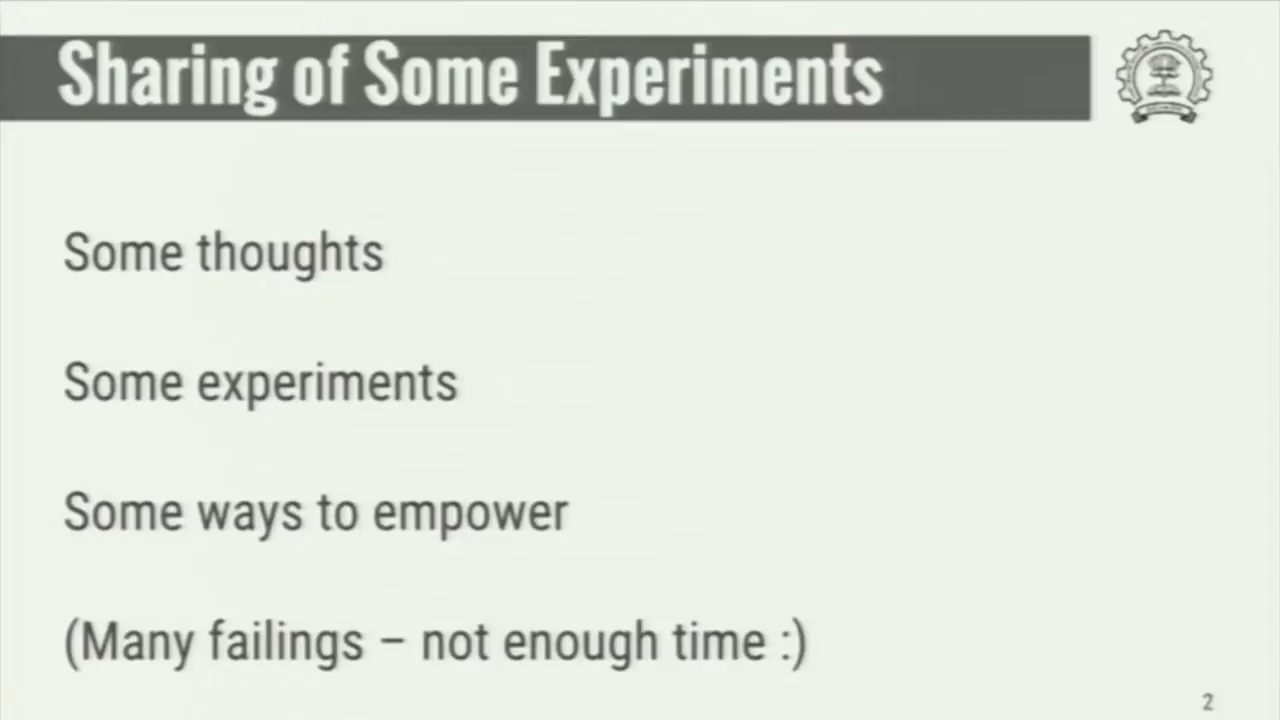 Sharing of Some Experiments
Some thoughts
Some experiments
Some ways to empower
(Many failings – not enough time :)
2